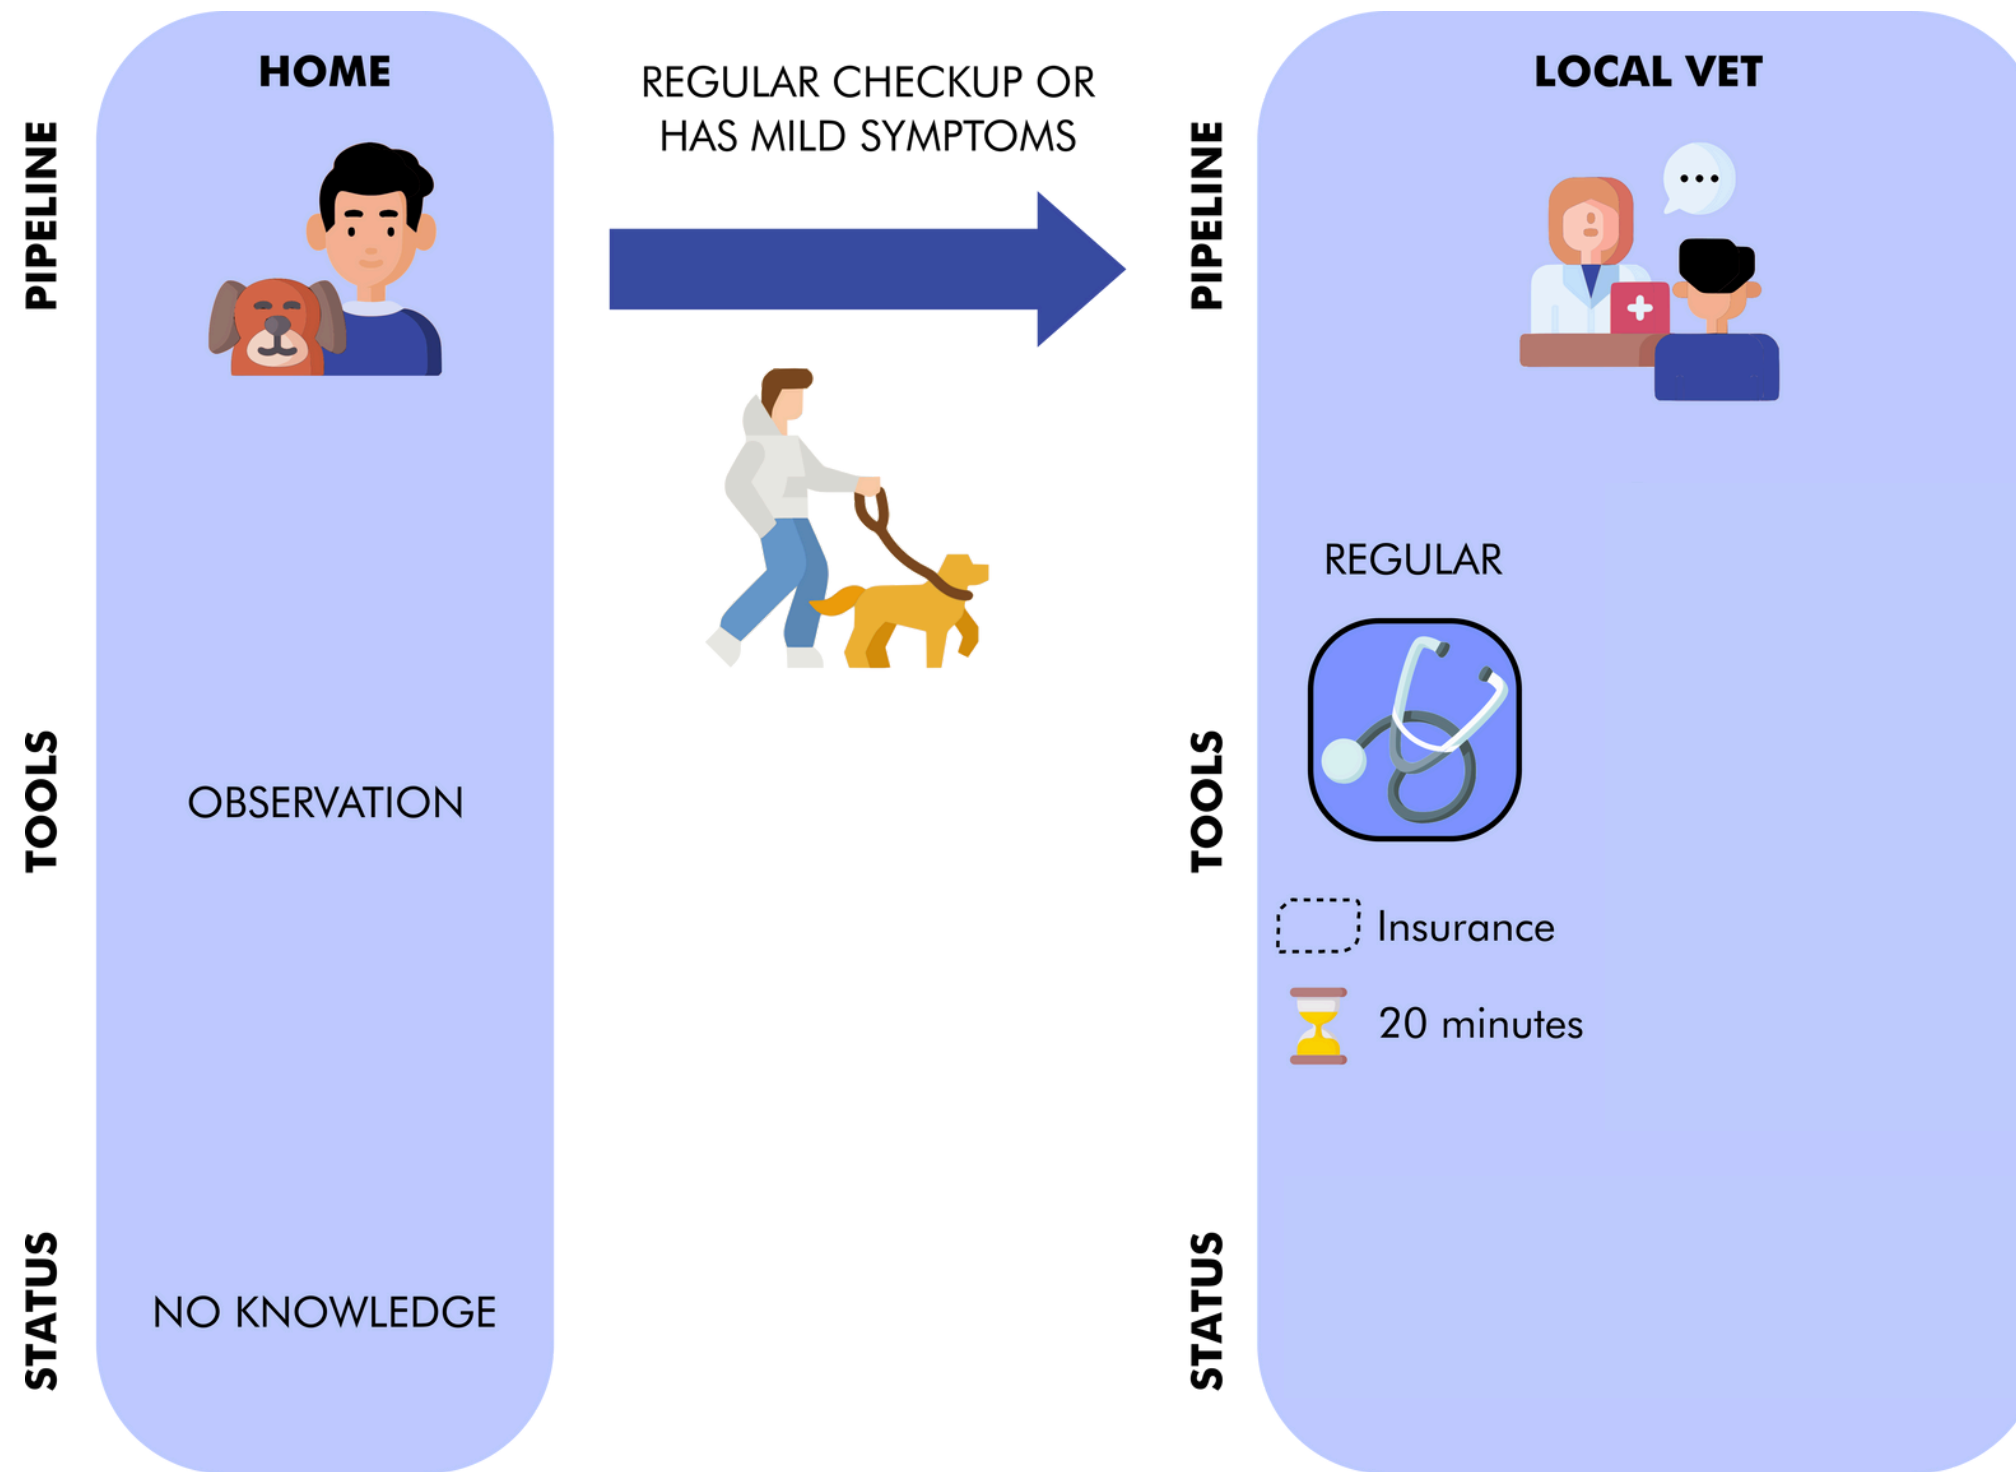 HOME
PIPELINE
TOOLS
OBSERVATION
STATUS
NO KNOWLEDGE
REGULAR CHECKUP OR
HAS MILD SYMPTOMS
LOCAL VET
PIPELINE
REGULAR
TOOLS
Insurance
20 minutes
STATUS